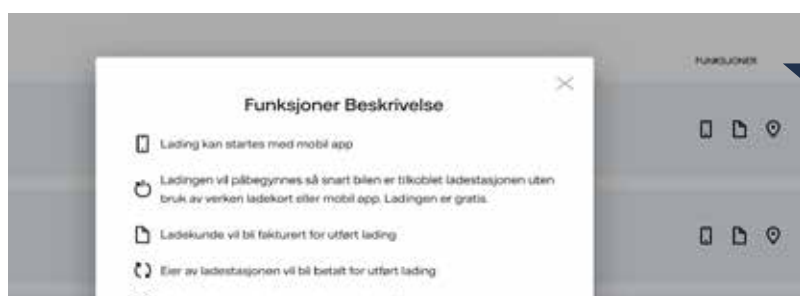 FUNKSJONER
Funksjoner Beskrivelse
Lading kan startes med mobil app
Ladingen vil påbegynnes så snart bilen er tilkoblet ladestasjonen uten
bruk av verken ladekort eller mobil app. Ladingen er gratis.
Ladekunde vil bli fakturert for utført lading
Eier av ladestasjonen vil bli betalt for utført lading